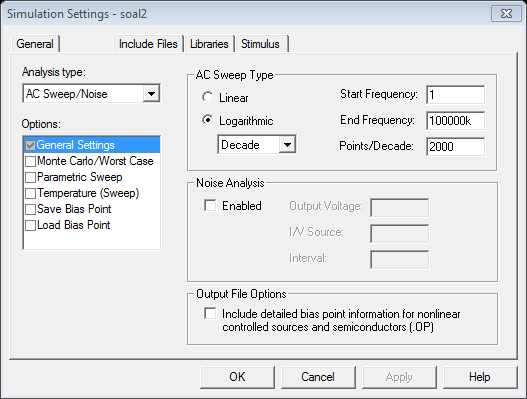 Simulation Settings - soal2
General
Include Files
Libraries
Stimulus
Analysis type:
AC Sweep/Noise
Options:
General Settings
Monte Carlo/Worst Case
Parametric Sweep
Temperature (Sweep)
Save Bias Point
Load Bias Point
AC Sweep Type
Linear
Logarithmic
Decade
Start Frequency: 1
End Frequency: 100000k
Points/Decade: 2000
Noise Analysis
Enabled
Output Voltage:
I/V Source:
Interval:
Output File Options
Include detailed bias point information for nonlinear
controlled sources and semiconductors (.OP)
OK
Cancel
Apply
Help